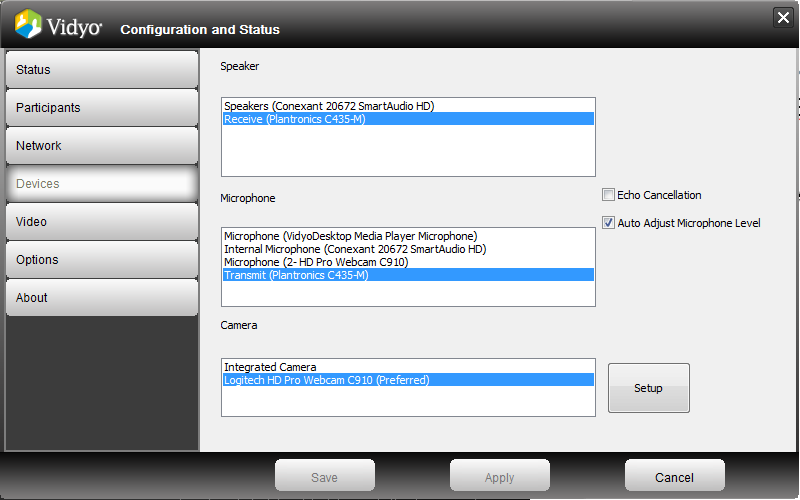 Vidyo
Configuration and Status
Status
Participants
Network
Devices
Video
Options
About
Speaker
Speakers (Conexant 20672 SmartAudio HD)
Receive (Plantronics C435-M)
Microphone
Microphone (VidyoDesktop Media Player Microphone)
Internal Microphone (Conexant 20672 SmartAudio HD)
Microphone (2- HD Pro Webcam C910)
Transmit (Plantronics C435-M)
Echo Cancellation
Auto Adjust Microphone Level
Camera
Integrated Camera
Logitech HD Pro Webcam C910 (Preferred)
Setup
Save
Apply
Cancel